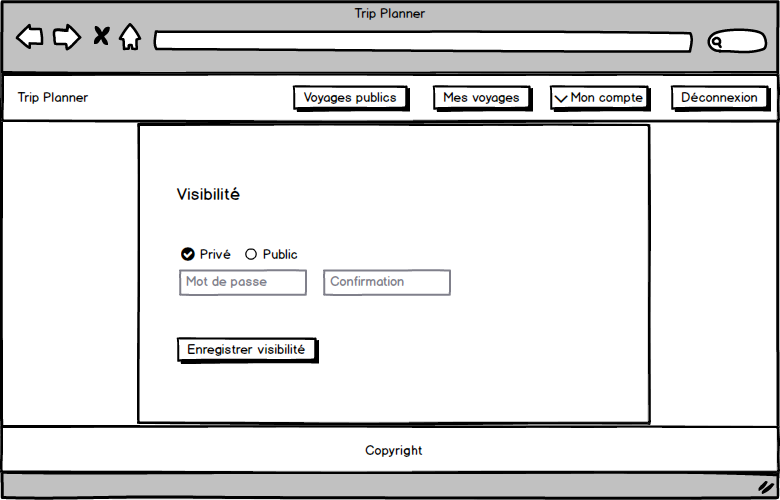 Trip Planner
Trip Planner
Voyages publics
Mes voyages
Mon compte
Déconnexion
Visibilité
Privé
Public
Mot de passe
Confirmation
Enregistrer visibilité
Copyright